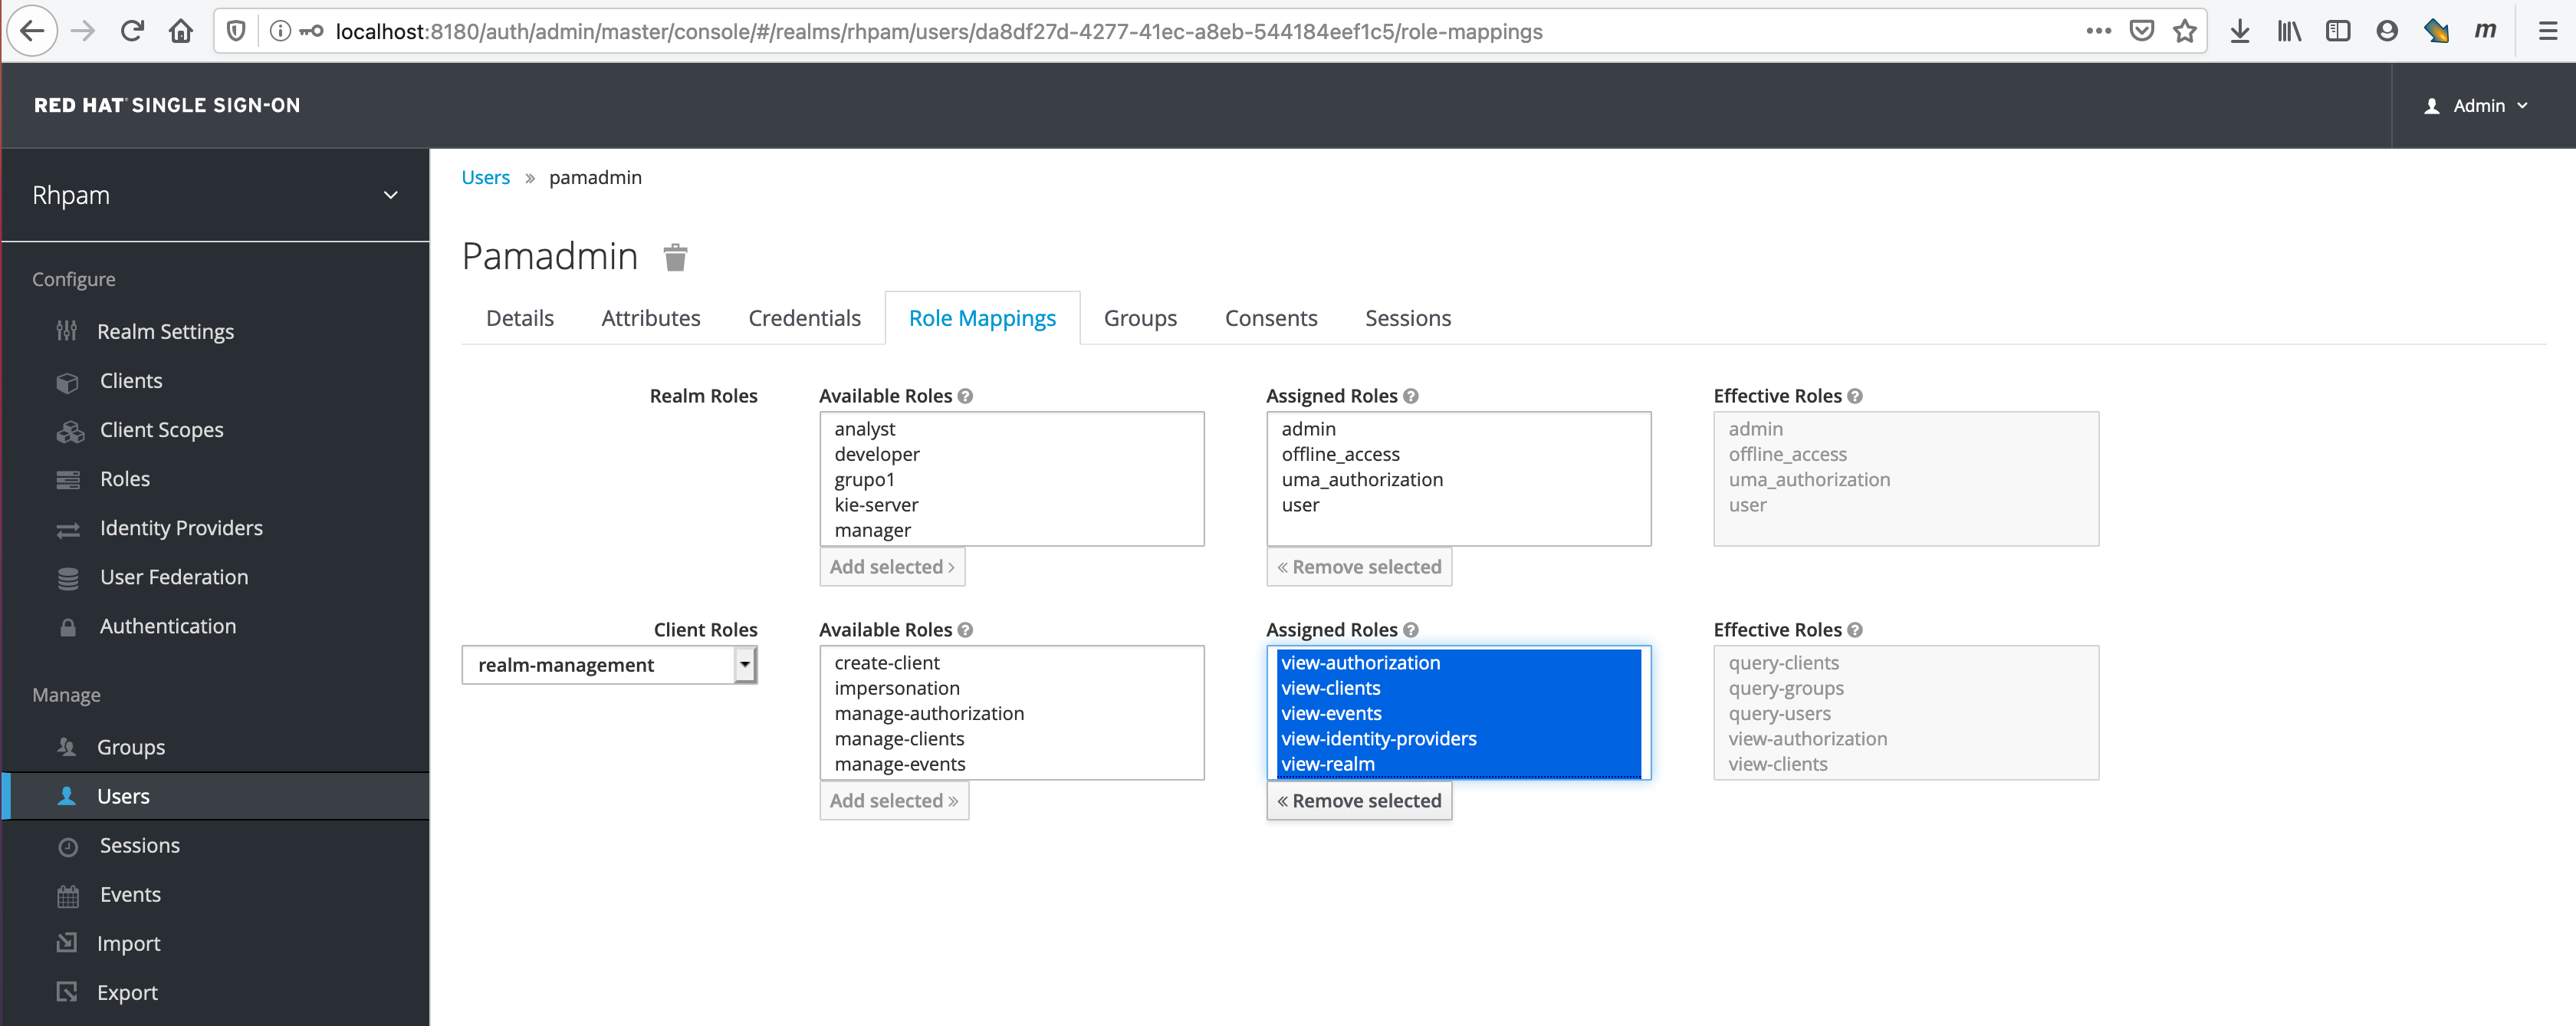 localhost:8180/auth/admin/master/console/#/realms/rhpam/users/da8df27d-4277-41ec-a8eb-544184eef1c5/role-mappings
m
RED HAT SINGLE SIGN-ON
Admin
Rhpam
Configure
Realm Settings
Clients
Client Scopes
Roles
Identity Providers
User Federation
Authentication
Manage
Groups
Users
Sessions
Events
Import
Export
Users » pamadmin
Pamadmin
Details Attributes Credentials Role Mappings Groups Consents Sessions
Realm Roles
Available Roles
analyst
developer
grupo1
kie-server
manager
Add selected ›
Assigned Roles
admin
offline_access
uma_authorization
user
« Remove selected
Effective Roles
admin
offline_access
uma_authorization
user
Client Roles
realm-management
Available Roles
create-client
impersonation
manage-authorization
manage-clients
manage-events
Add selected »
Assigned Roles
view-authorization
view-clients
view-events
view-identity-providers
view-realm
« Remove selected
Effective Roles
query-clients
query-groups
query-users
view-authorization
view-clients